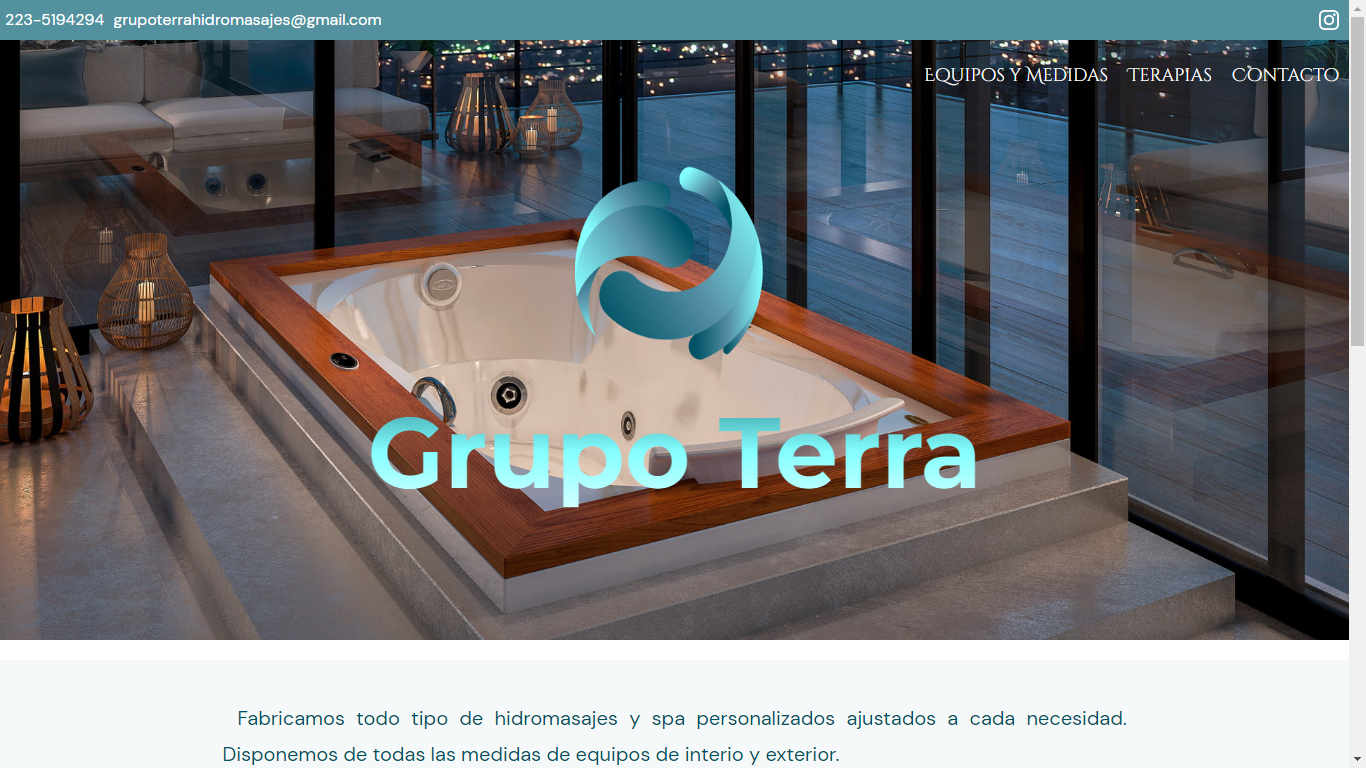 223-5194294 grupoterrahidromasajes@gmail.com
Equipos y Medidas Terapias Contacto
Grupo Terra
Fabricamos todo tipo de hidromasajes y spa personalizados ajustados a cada necesidad.
Disponemos de todas las medidas de equipos de interio y exterior.